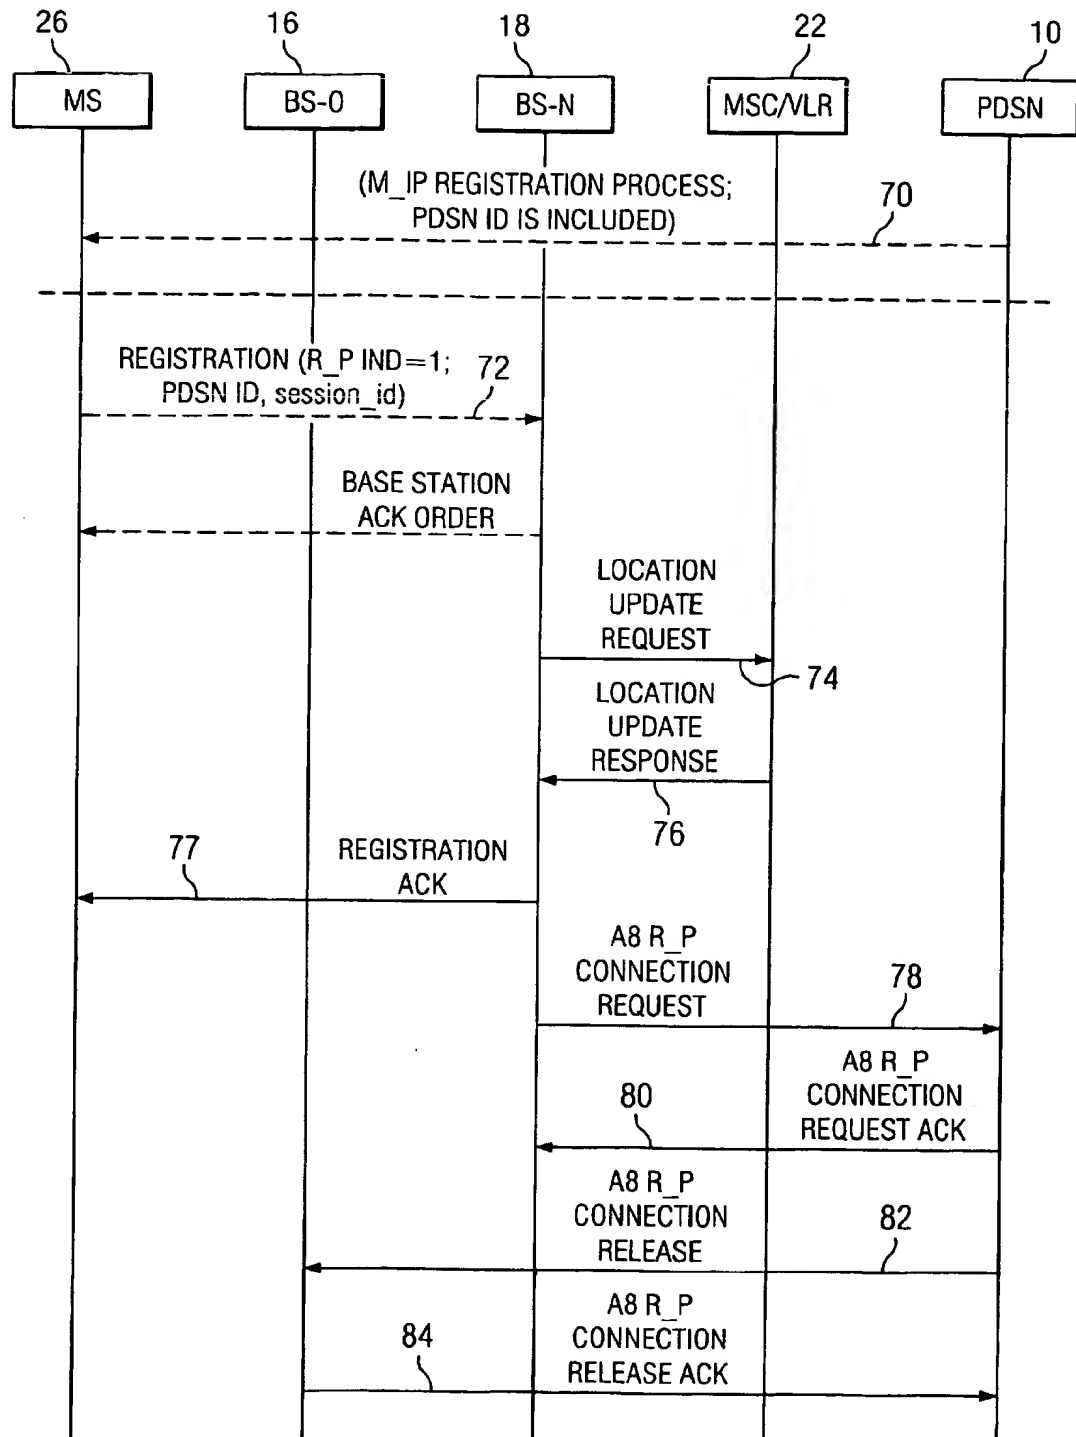 26
16
18
22
10
MS
BS-O
BS-N
MSC/VLR
PDSN
(M_IP REGISTRATION PROCESS;
PDSN ID IS INCLUDED)
70
REGISTRATION (R_P IND=1;
PDSN ID, session_id)
72
BASE STATION
ACK ORDER
LOCATION
UPDATE
REQUEST
74
LOCATION
UPDATE
RESPONSE
76
77
REGISTRATION
ACK
A8 R_P
CONNECTION
REQUEST
78
A8 R_P
CONNECTION
REQUEST ACK
80
A8 R_P
CONNECTION
RELEASE
82
A8 R_P
CONNECTION
RELEASE ACK
84